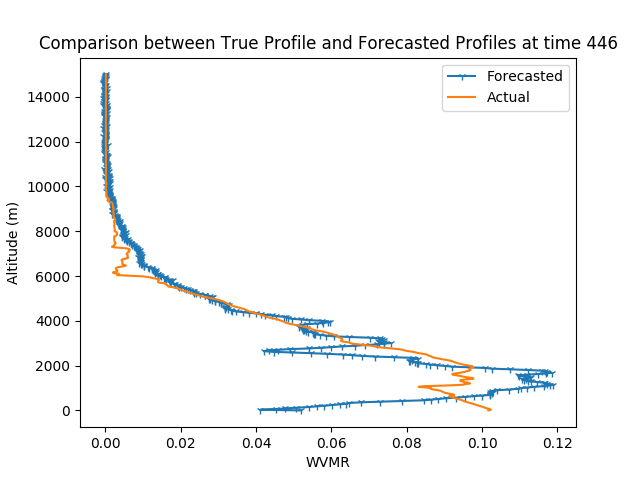 Comparison between True Profile and Forecasted Profiles at time 446
Forecasted
Actual
14000
12000
10000
8000
6000
4000
2000
0
Altitude (m)
0.00 0.02 0.04 0.06 0.08 0.10 0.12
WVMR